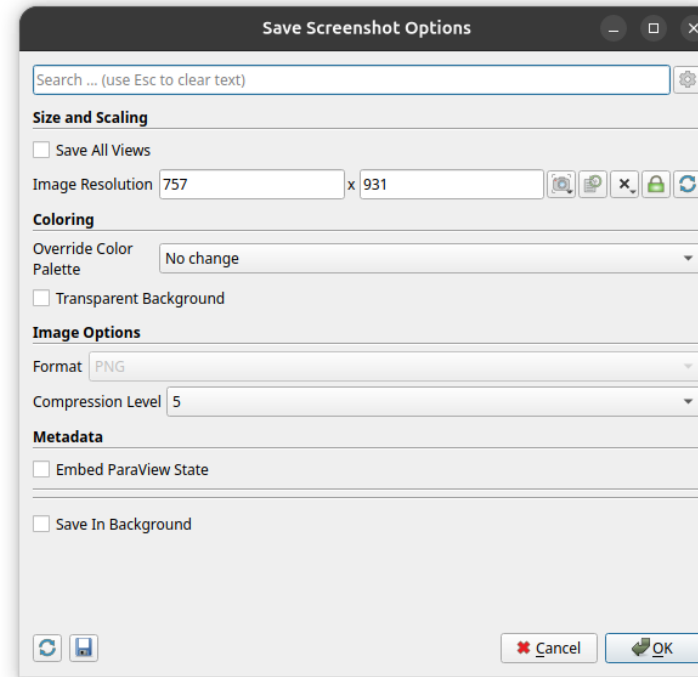 Save Screenshot Options
Search ... (use Esc to clear text)
Size and Scaling
Save All Views
Image Resolution 757 x 931
Coloring
Override Color
Palette
No change
Transparent Background
Image Options
Format PNG
Compression Level 5
Metadata
Embed ParaView State
Save In Background
Cancel OK